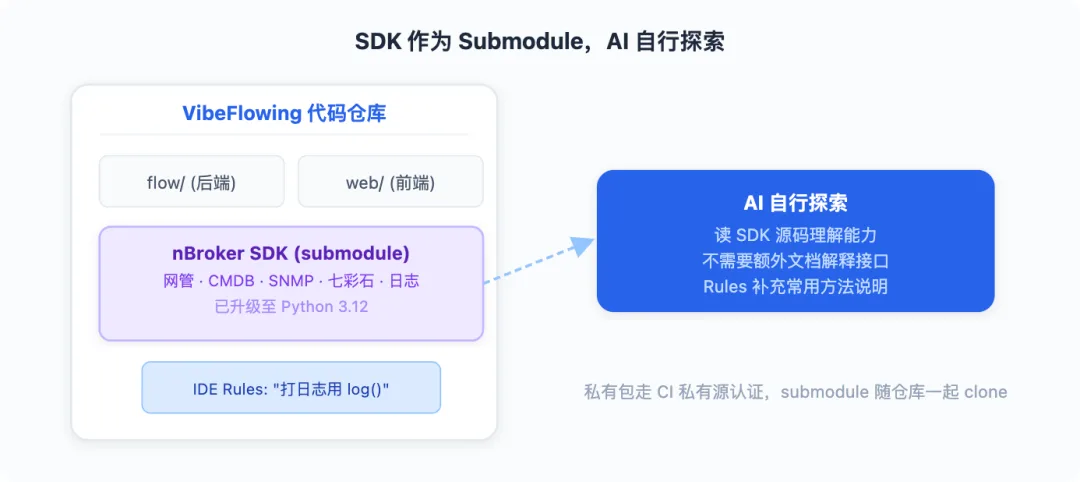 SDK 作为 Submodule，AI 自行探索
VibeFlowing 代码仓库
flow/ (后端)
web/ (前端)
nBroker SDK (submodule)
网管 · CMDB · SNMP · 七彩石 · 日志
已升级至 Python 3.12
IDE Rules: "打日志用 log()"
AI 自行探索
读 SDK 源码理解能力
不需要额外文档解释接口
Rules 补充常用方法说明
私有包走 CI 私有源认证，submodule 随仓库一起 clone